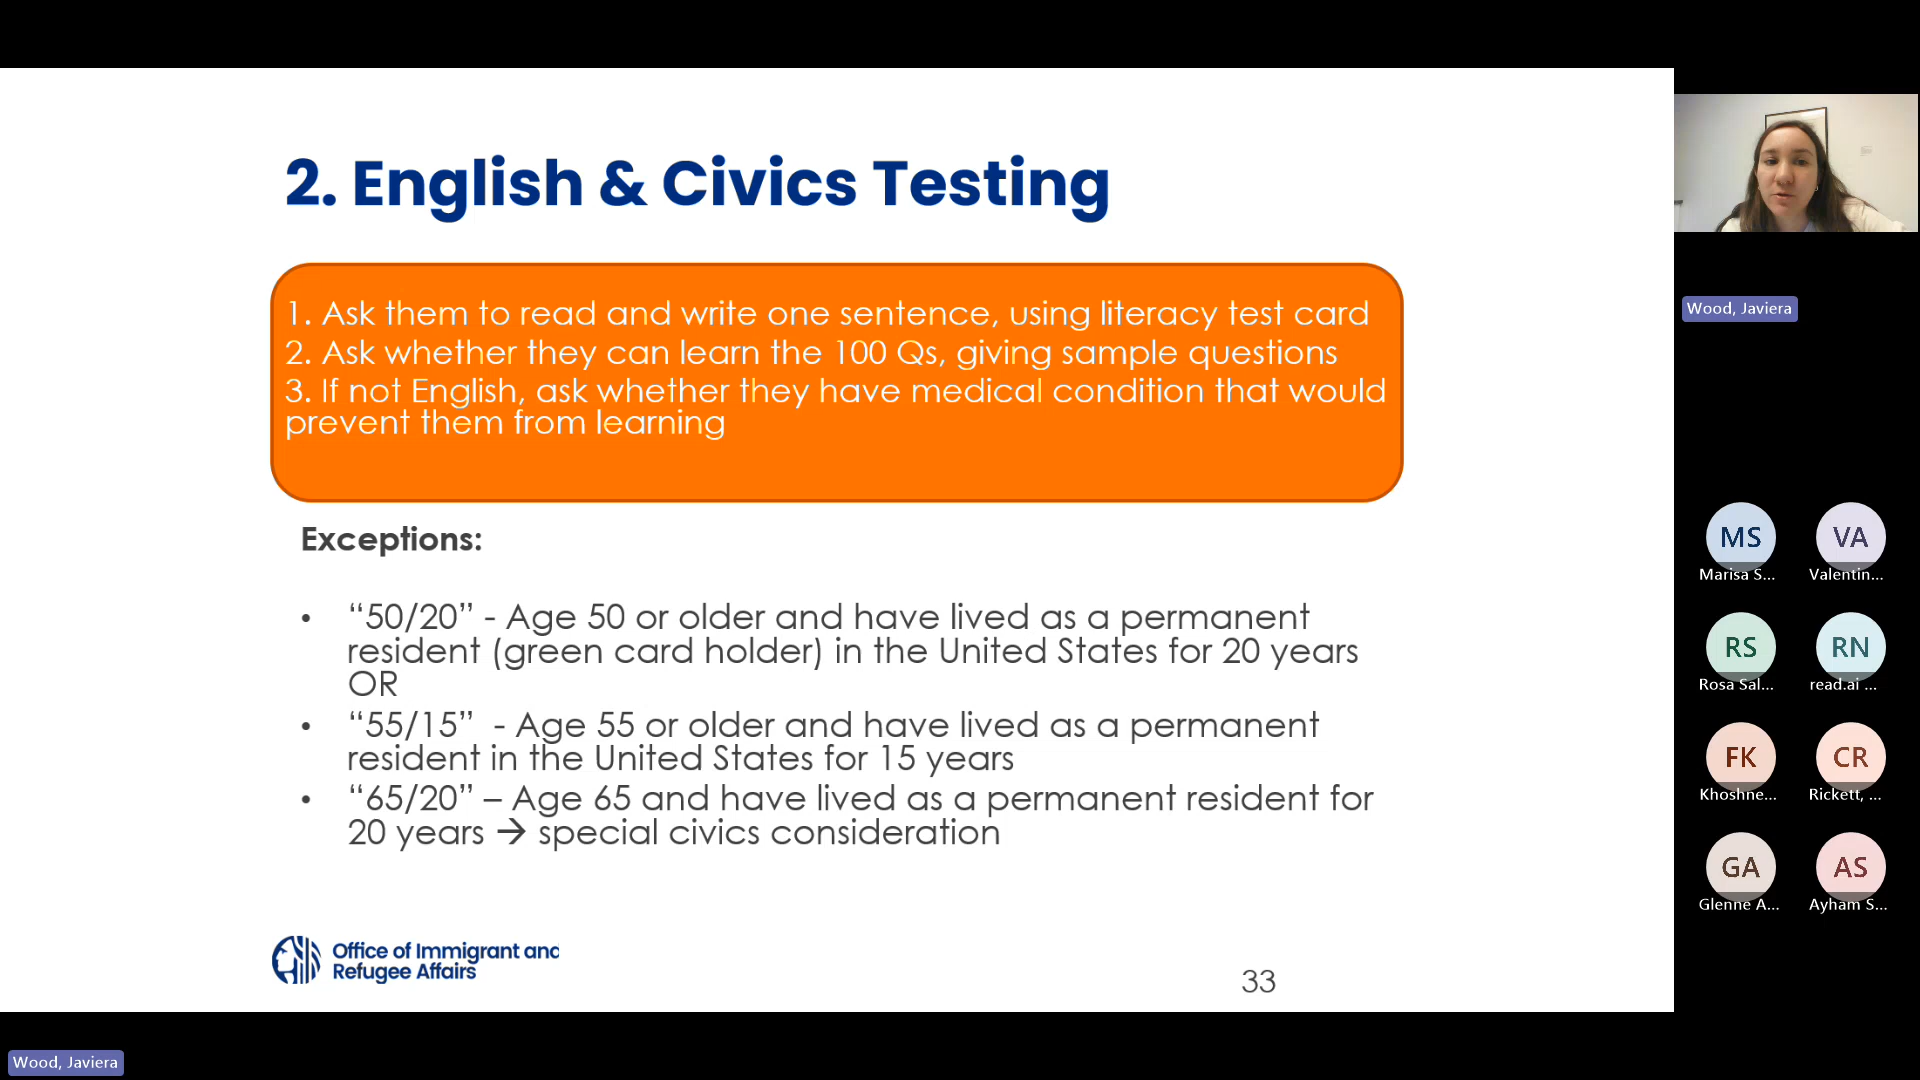 2. English & Civics Testing
1. Ask them to read and write one sentence, using literacy test card
2. Ask whether they can learn the 100 Qs, giving sample questions
3. If not English, ask whether they have medical condition that would
prevent them from learning
Exceptions:
• “50/20” - Age 50 or older and have lived as a permanent
resident (green card holder) in the United States for 20 years
OR
• “55/15”  - Age 55 or older and have lived as a permanent
resident in the United States for 15 years
• “65/20” – Age 65 and have lived as a permanent resident for
20 years → special civics consideration
Office of Immigrant and
Refugee Affairs
33
Wood, Javiera
MS
Marisa S...
VA
Valentin...
RS
Rosa Sal...
RN
read.ai ...
FK
Khoshne...
CR
Rickett, ...
GA
Glenne A...
AS
Ayham S...
Wood, Javiera